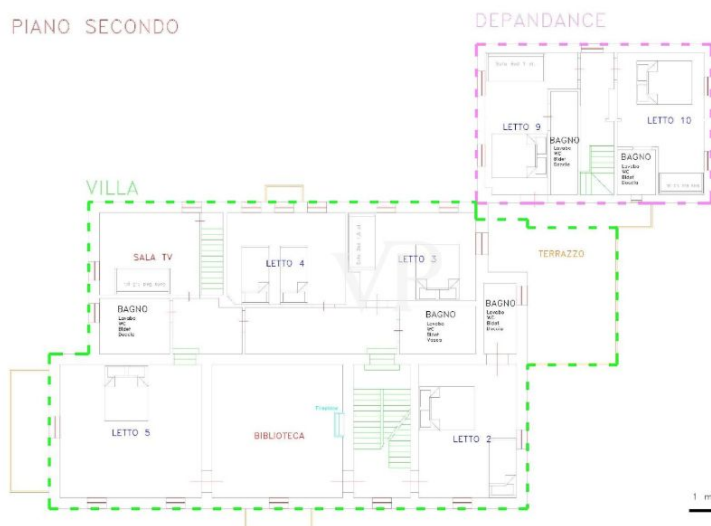 PIANO SECONDO
DEPANDANCE
LETTO 9
LETTO 10
BAGNO
Lavabo
WC
Bidet
Doccia
BAGNO
Lavabo
WC
Bidet
Doccia
VILLA
SALA TV
LETTO 4
LETTO 3
TERRAZZO
VP
BAGNO
Lavabo
WC
Bidet
Doccia
BAGNO
Lavabo
WC
Bidet
Vasca
BAGNO
Lavabo
WC
Bidet
Doccia
LETTO 5
BIBLIOTECA
LETTO 2
1 m